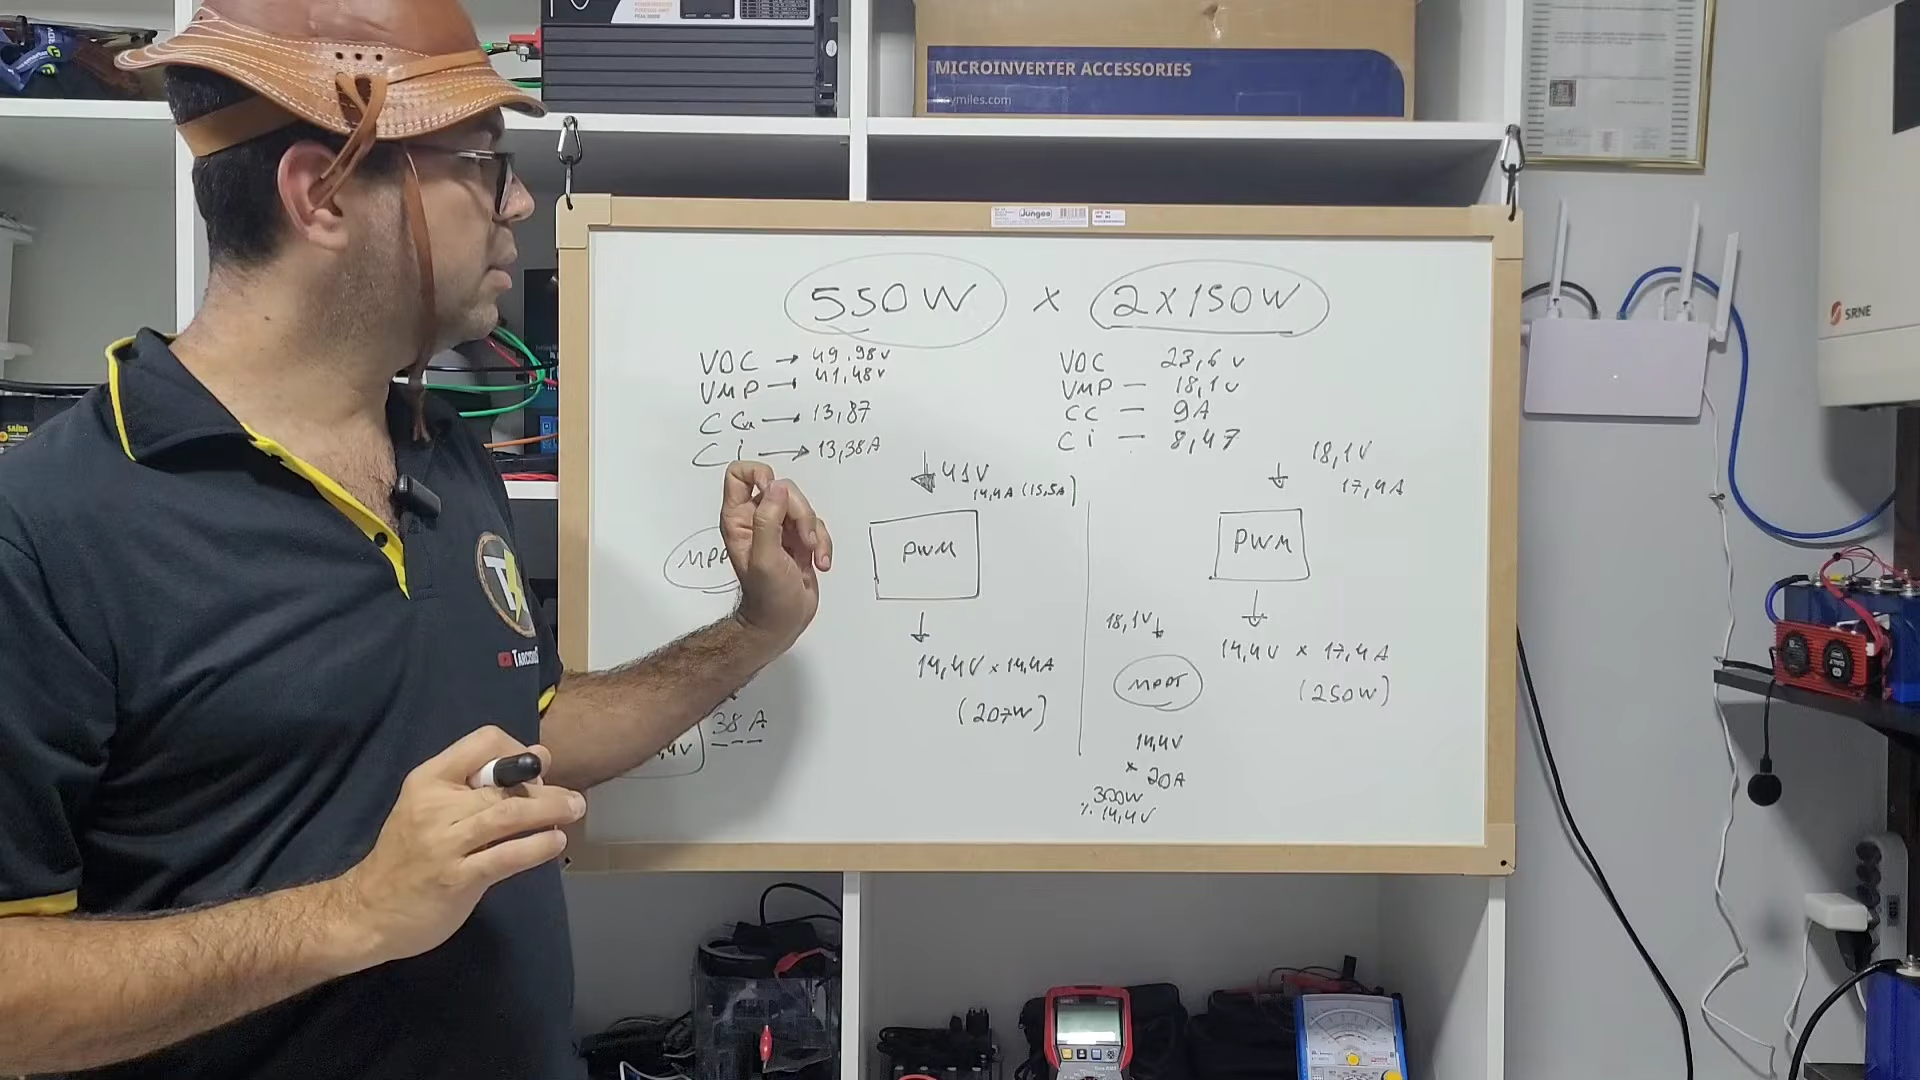 MICROINVERTER ACCESSORIES
Jungee
SRNE
550W x 2x150W
VOC → 49,98v
VMP → 41,48v
CC → 13,87
Ci → 13,38A
VOC 23,6v
VMP — 18,1v
CC — 9A
Ci — 8,47
↓ 41V
14,4A (15,5A)
PWM
↓
14,4V x 14,4A
(207W)
38A
↓ 18,1V
17,4A
PWM
↓
14,4V x 17,4A
(250W)
18,1V ↓
MPPT
14,4V
x 20A
300W
14,4V
SAÍDA